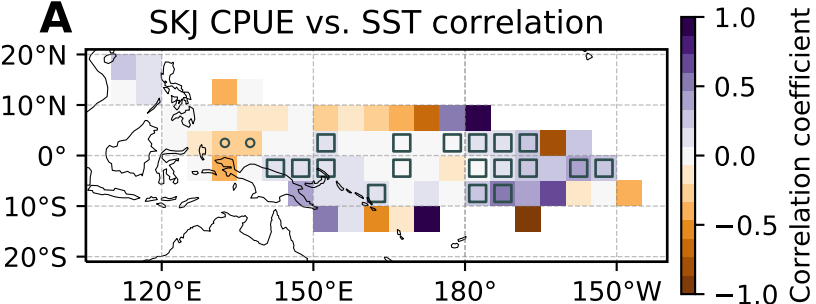 A
SKJ CPUE vs. SST correlation
20°N
10°N
0°
10°S
20°S
120°E
150°E
180°
150°W
1.0
0.5
0.0
−0.5
−1.0
Correlation coefficient